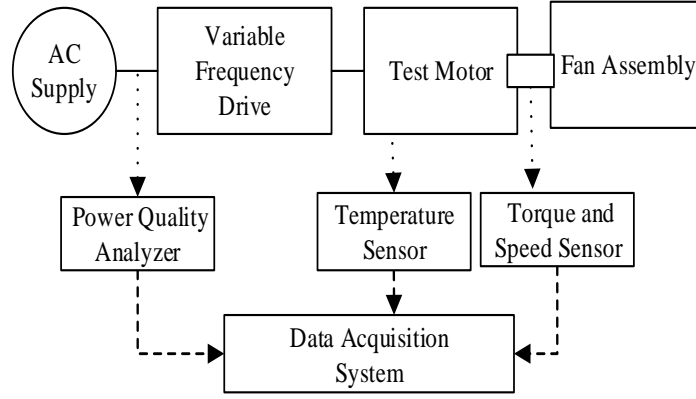 AC
Supply
Variable
Frequency
Drive
Test Motor
Fan Assembly
Power Quality
Analyzer
Temperature
Sensor
Torque and
Speed Sensor
Data Acquisition
System